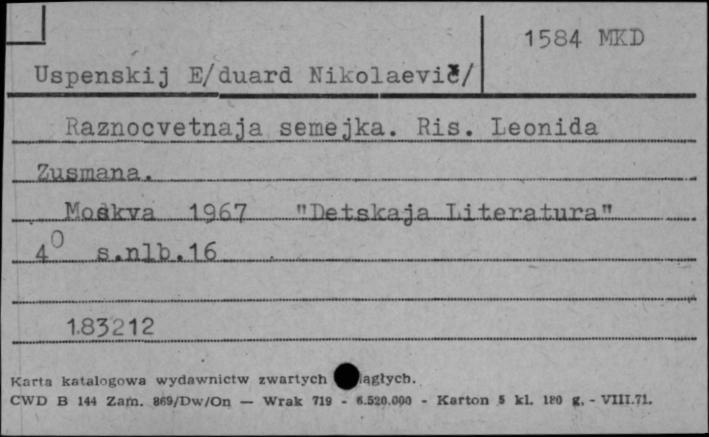 1584 MKD
Uspenskij E/duard Nikolaevič/
Raznocvetnaja semejka. Ris. Leonida
Zusmana.
Moskva 1967 "Detskaja Literatura"
4⁰ s.nlb.16
183212
Karta katalogowa wydawnictw zwartych ągłych.
CWD B 144 Zam. 869/Dw/On — Wrak 719 - 6.520.000 - Karton 5 kl. 180 g. - VIII.71.